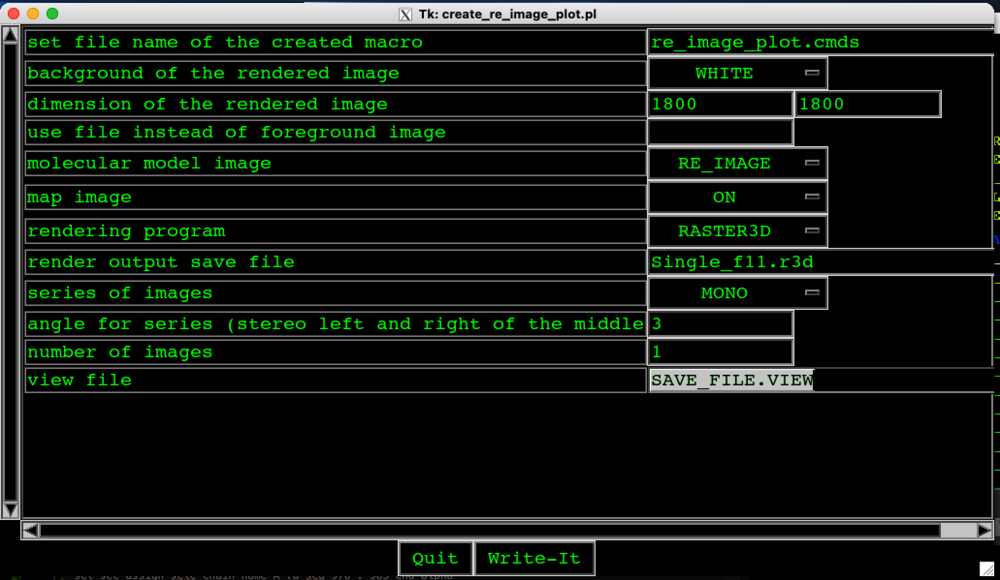 Tk: create_re_image_plot.pl
set file name of the created macro re_image_plot.cmds
background of the rendered image WHITE
dimension of the rendered image 1800 1800
use file instead of foreground image
molecular model image RE_IMAGE
map image ON
rendering program RASTER3D
render output save file Single_f11.r3d
series of images MONO
angle for series (stereo left and right of the middle 3
number of images 1
view file SAVE_FILE.VIEW
Quit Write-It